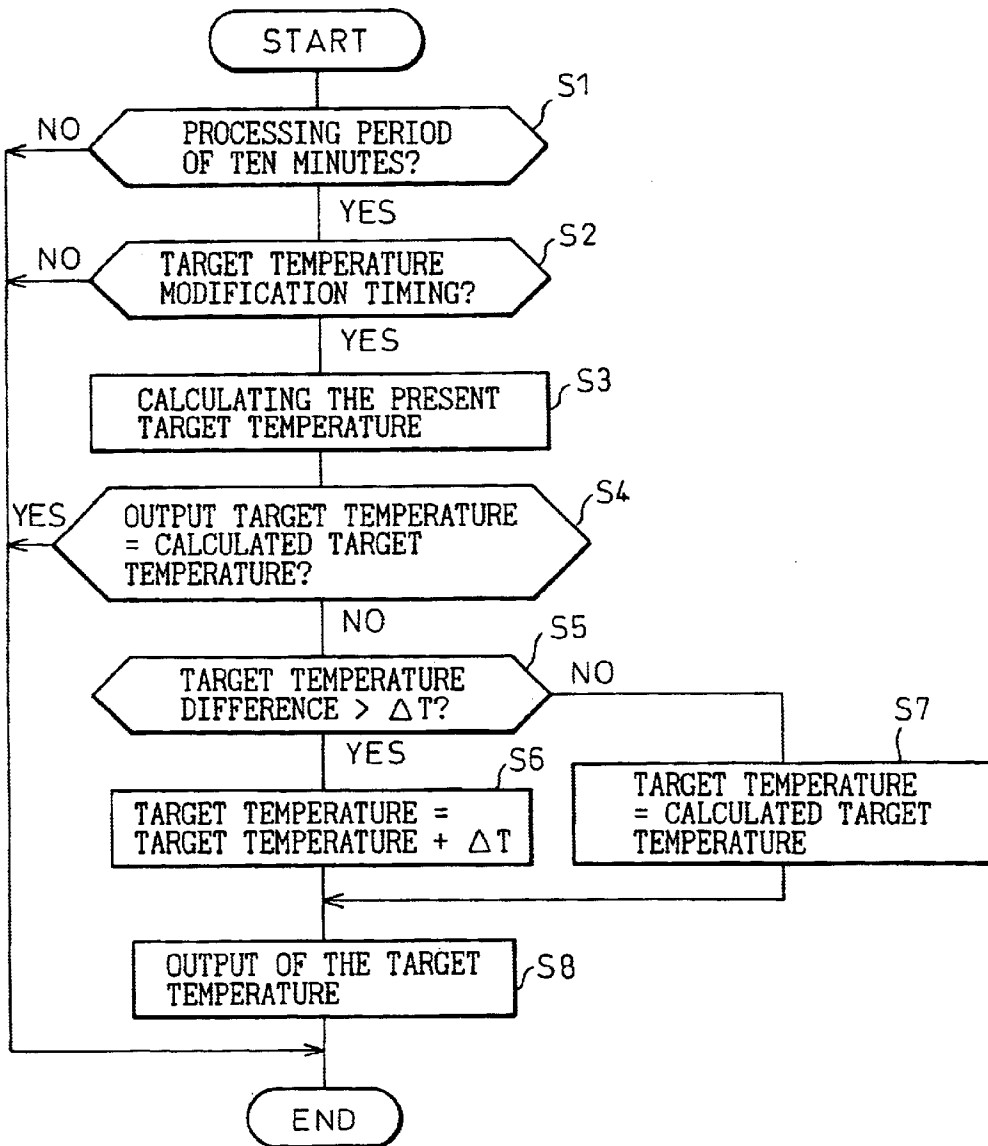 START
S1
NO
PROCESSING PERIOD
OF TEN MINUTES?
YES
S2
NO
TARGET TEMPERATURE
MODIFICATION TIMING?
YES
S3
CALCULATING THE PRESENT
TARGET TEMPERATURE
S4
YES
OUTPUT TARGET TEMPERATURE
= CALCULATED TARGET
TEMPERATURE?
NO
S5
TARGET TEMPERATURE
DIFFERENCE > ΔT?
NO
YES
S6
TARGET TEMPERATURE =
TARGET TEMPERATURE + ΔT
S7
TARGET TEMPERATURE
= CALCULATED TARGET
TEMPERATURE
OUTPUT OF THE TARGET
TEMPERATURE
S8
END